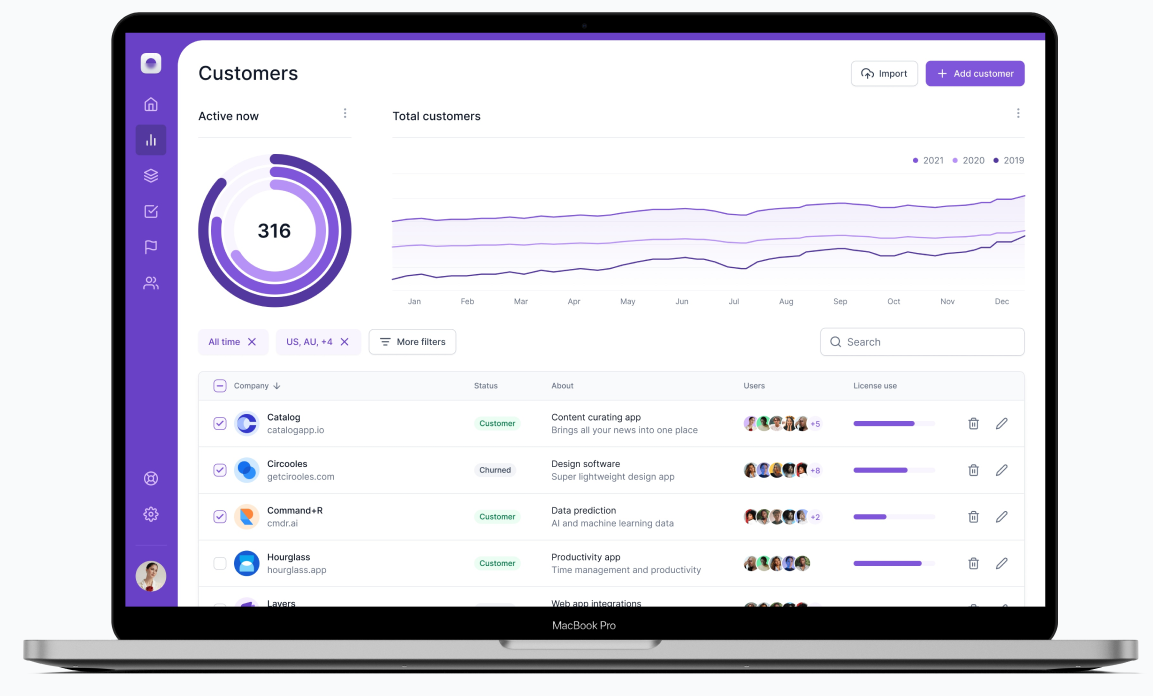 Customers
Import
Add customer
Active now
Total customers
2021
2020
2019
316
Jan
Feb
Mar
Apr
May
Jun
Jul
Aug
Sep
Oct
Nov
Dec
All time
US, AU, +4
More filters
Search
Company
Status
About
Users
License use
Catalog
catalogapp.io
Customer
Content curating app
Brings all your news into one place
+5
Circooles
getcirooles.com
Churned
Design software
Super lightweight design app
+8
Command+R
cmdr.ai
Customer
Data prediction
AI and machine learning data
+2
Hourglass
hourglass.app
Customer
Productivity app
Time management and productivity
Layers
Web app integrations
MacBook Pro